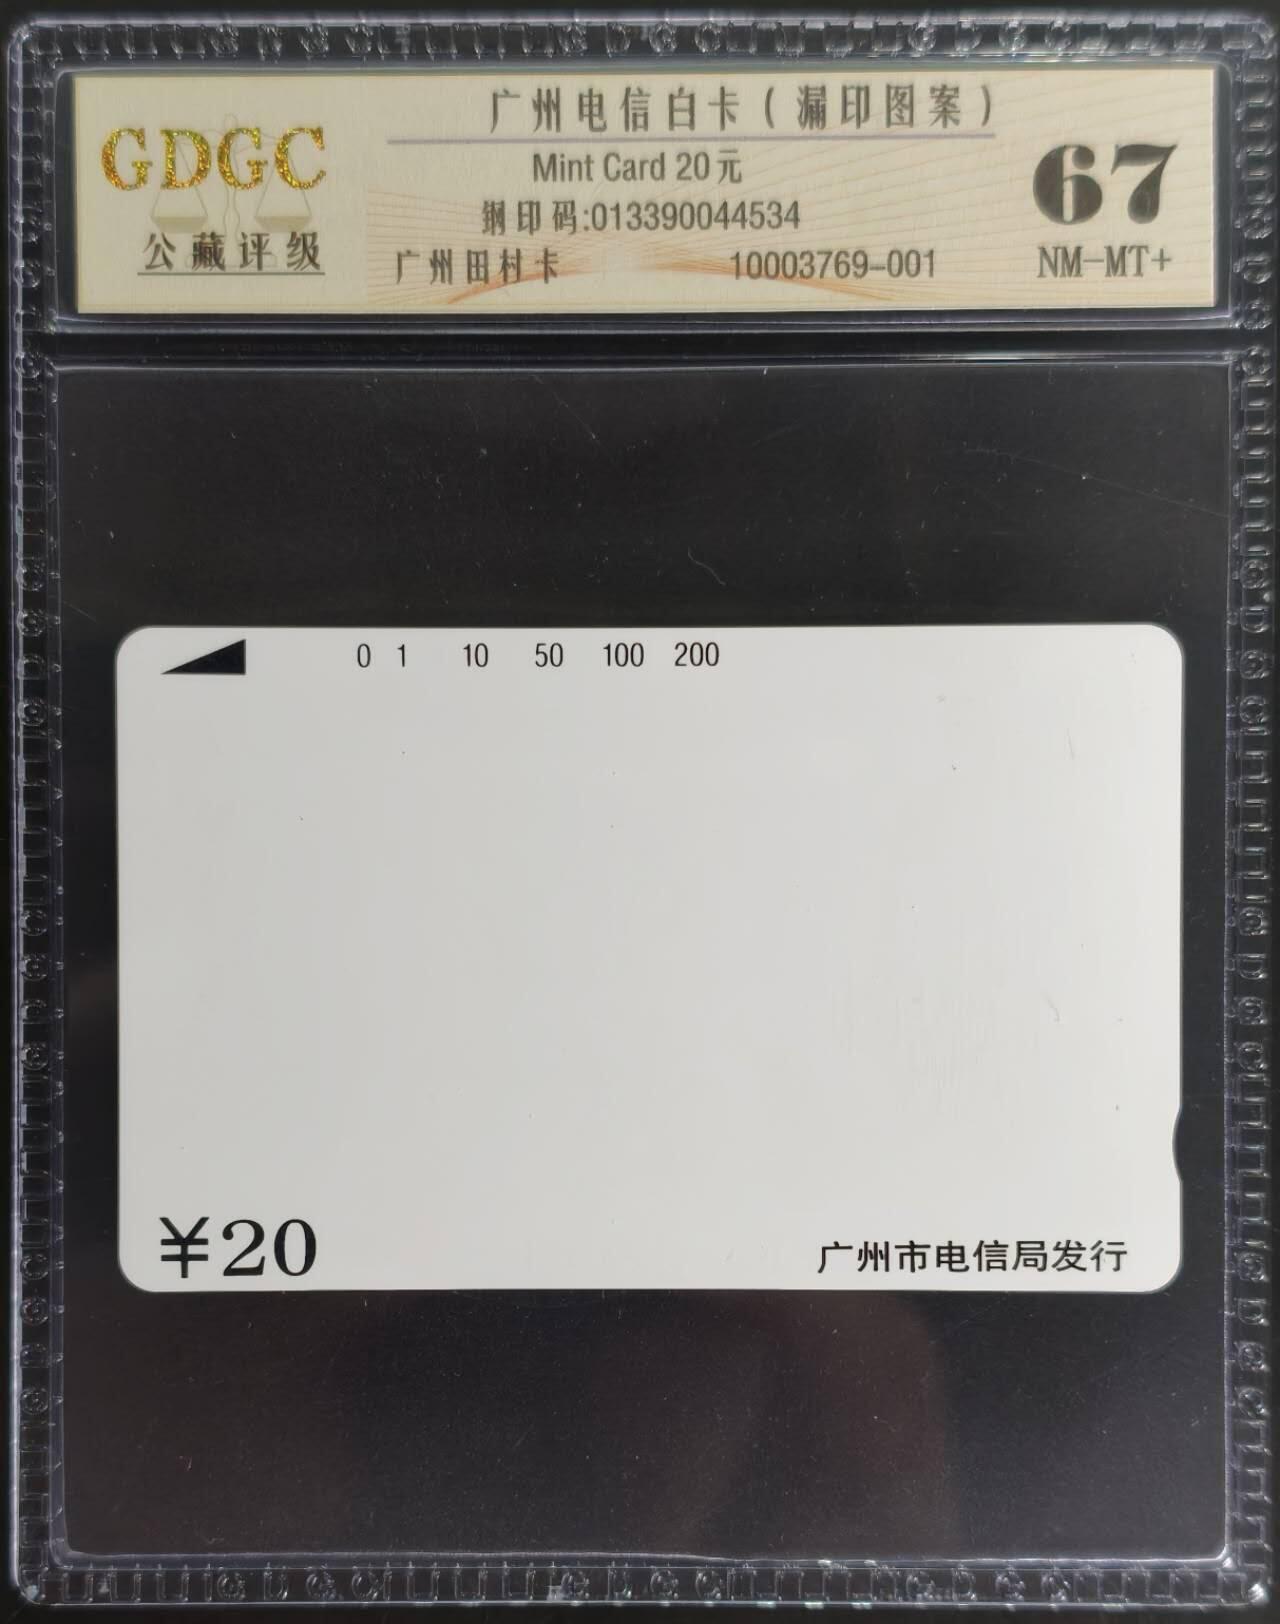 广州电信白卡(漏印图案)
GDGC
Mint Card 20元
67
钢印码:013390044534
公藏评级
广州田村卡 10003769-001
NM-MT+
0 1 10 50 100 200
¥20
广州市电信局发行